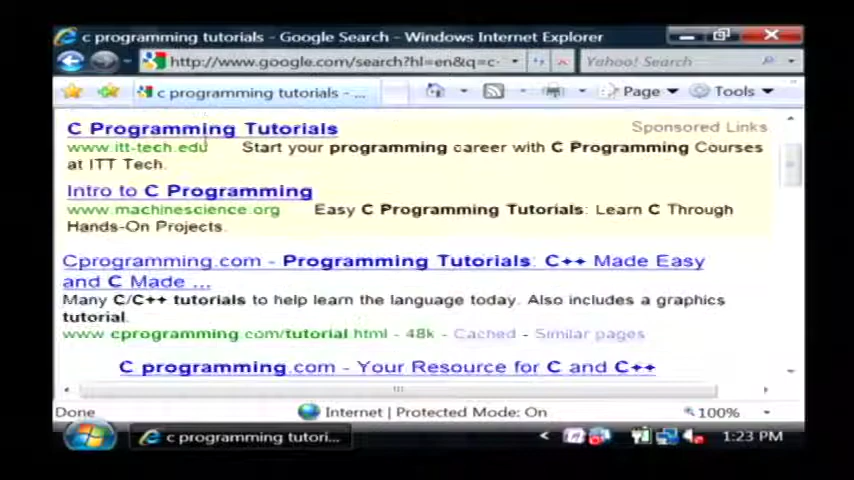 c programming tutorials - Google Search - Windows Internet Explorer
http://www.google.com/search?hl=en&q=c-
Yahoo! Search
c programming tutorials - ...
Page
Tools
C Programming Tutorials
Sponsored Links
www.itt-tech.edu Start your programming career with C Programming Courses
at ITT Tech.
Intro to C Programming
www.machinescience.org Easy C Programming Tutorials: Learn C Through
Hands-On Projects.
Cprogramming.com - Programming Tutorials: C++ Made Easy
and C Made ...
Many C/C++ tutorials to help learn the language today. Also includes a graphics
tutorial.
www.cprogramming.com/tutorial.html - 48k - Cached - Similar pages
C programming.com - Your Resource for C and C++
Done
Internet | Protected Mode: On
100%
c programming tutori...
1:23 PM